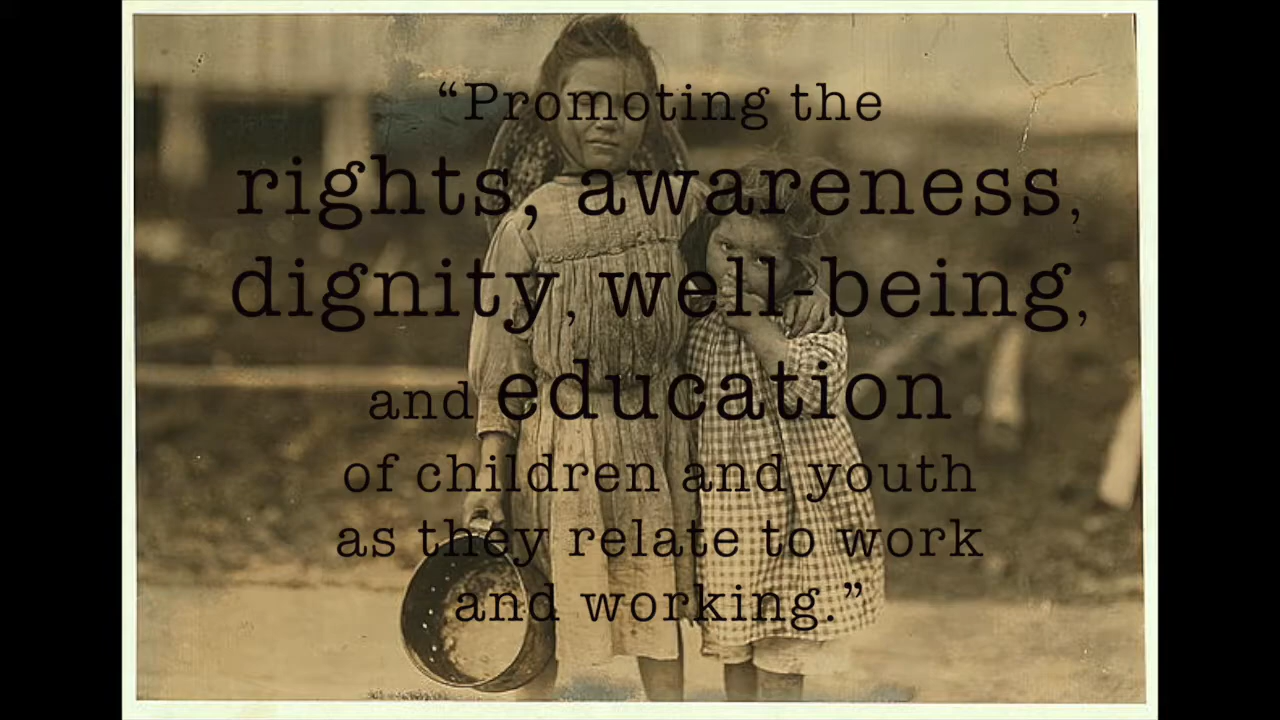 “Promoting the
rights, awareness,
dignity, well-being,
and education
of children and youth
as they relate to work
and working.”